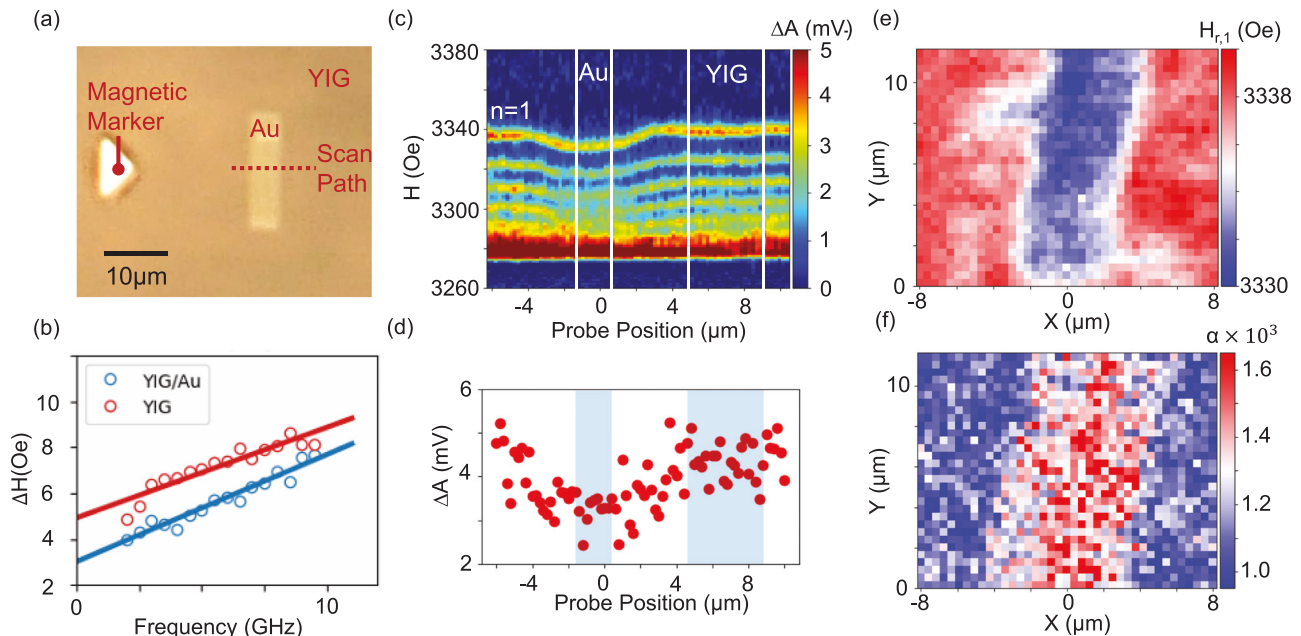 (a)
YIG
Magnetic
Marker
Au
Scan
Path
10μm
(b)
YIG/Au
YIG
ΔH(Oe)
10
8
6
4
2
0
10
Frequency (GHz)
(c)
ΔA (mV)
3380
3340
3300
3260
H (Oe)
n=1
Au
YIG
5
4
3
2
1
0
-4
0
4
8
Probe Position (μm)
(d)
6
4
2
ΔA (mV)
-4
0
4
8
Probe Position (μm)
(e)
H_r,1 (Oe)
10
0
Y (μm)
3338
3330
-8
0
8
X (μm)
(f)
α × 10³
10
0
Y (μm)
1.6
1.4
1.2
1.0
-8
0
8
X (μm)